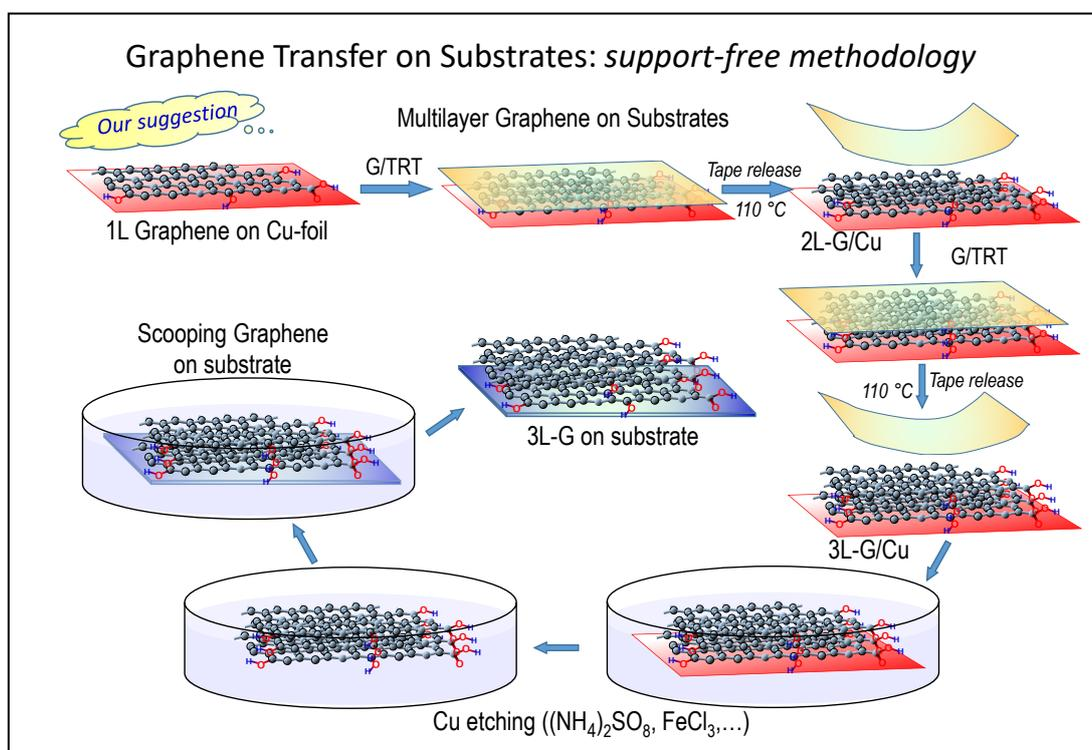 Graphene Transfer on Substrates: support-free methodology
Our suggestion
Multilayer Graphene on Substrates
G/TRT
Tape release
110 °C
1L Graphene on Cu-foil
2L-G/Cu
G/TRT
Scooping Graphene
on substrate
110 °C
Tape release
3L-G on substrate
3L-G/Cu
Cu etching ((NH₄)₂SO₈, FeCl₃,…)